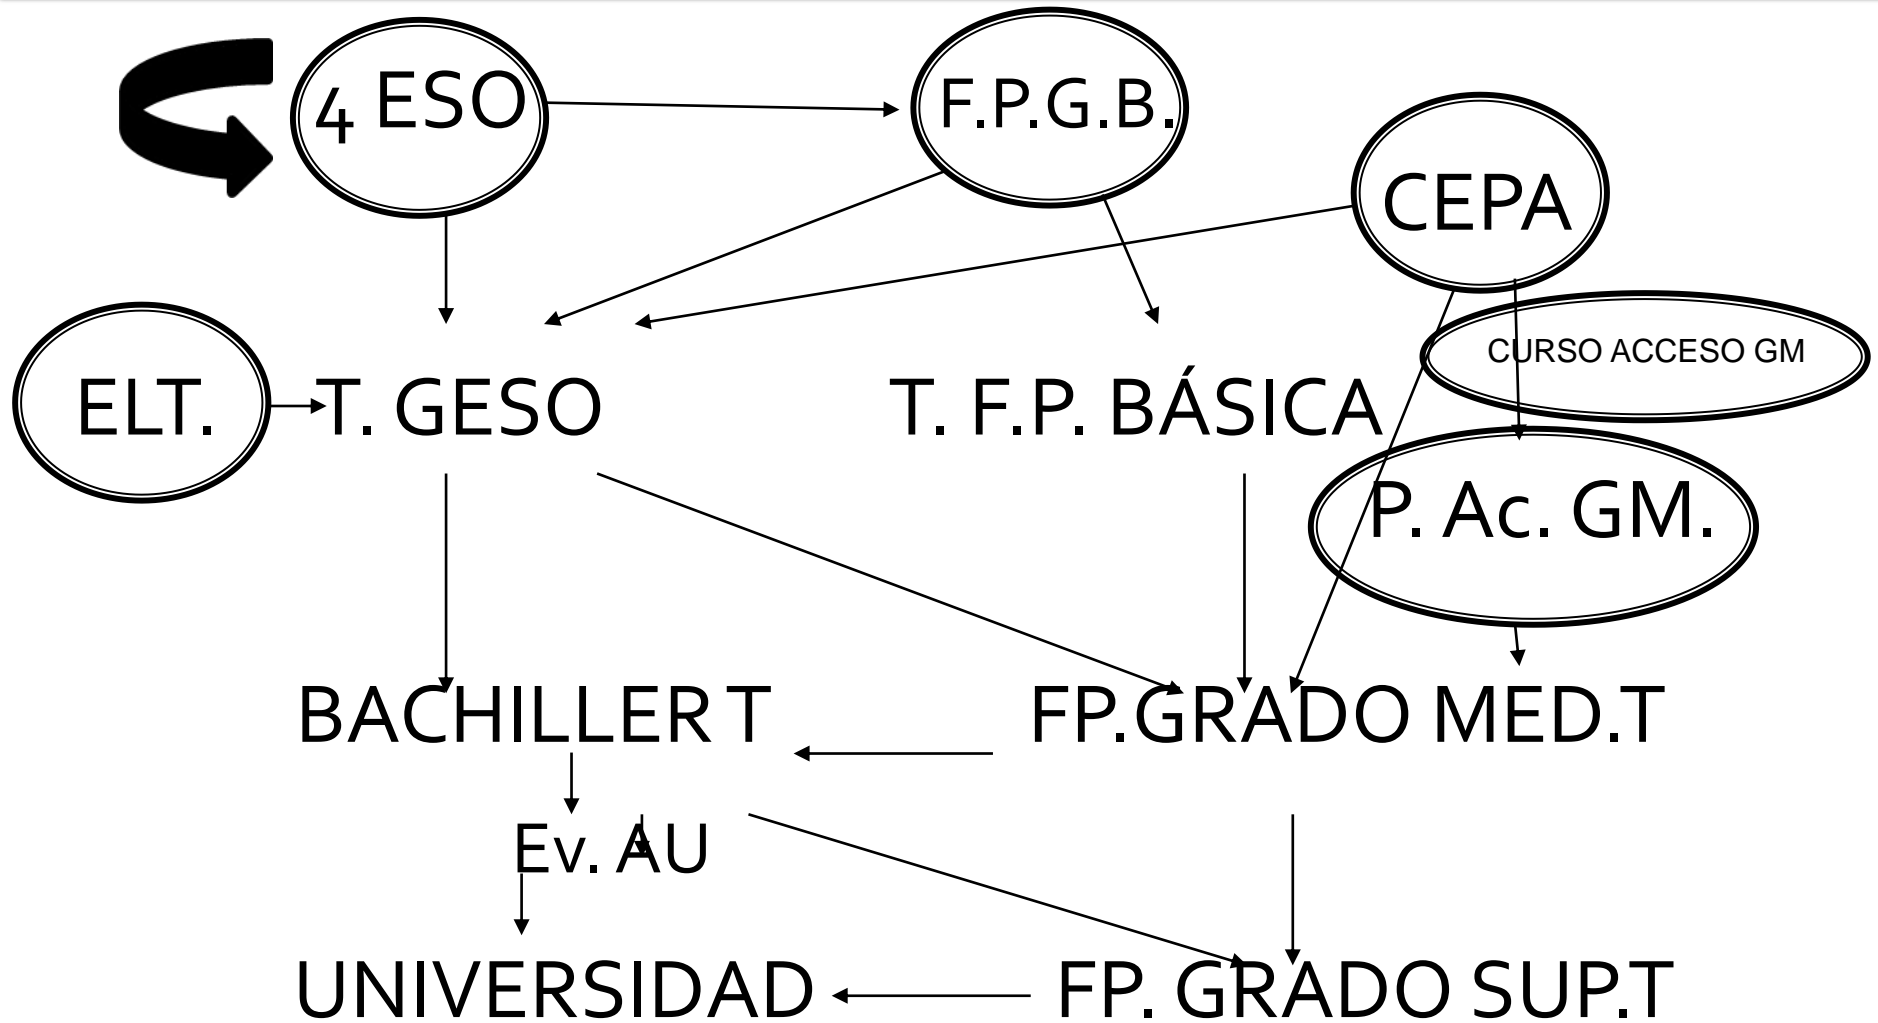 4 ESO
F.P.G.B.
CEPA
CURSO ACCESO GM
ELT.
T. GESO
T. F.P. BÁSICA
P. Ac. GM.
BACHILLER T
FP.GRADO MED.T
Ev. AU
UNIVERSIDAD
FP. GRADO SUP.T